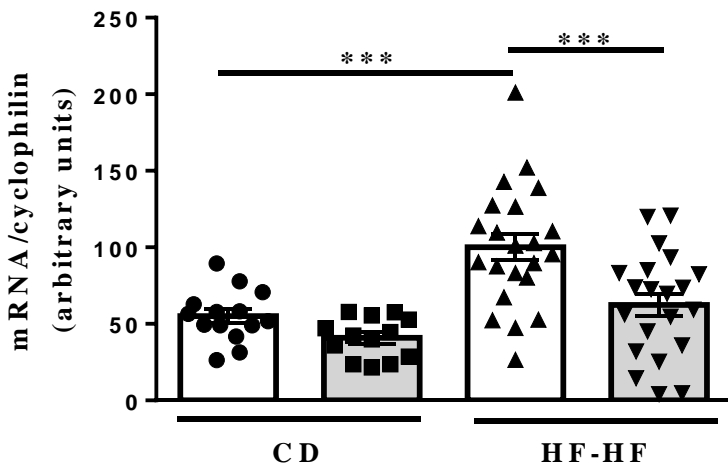 250
200
150
100
50
0
mRNA/cyclophilin
((arbitrary units)
***
***
CD
HF-HF